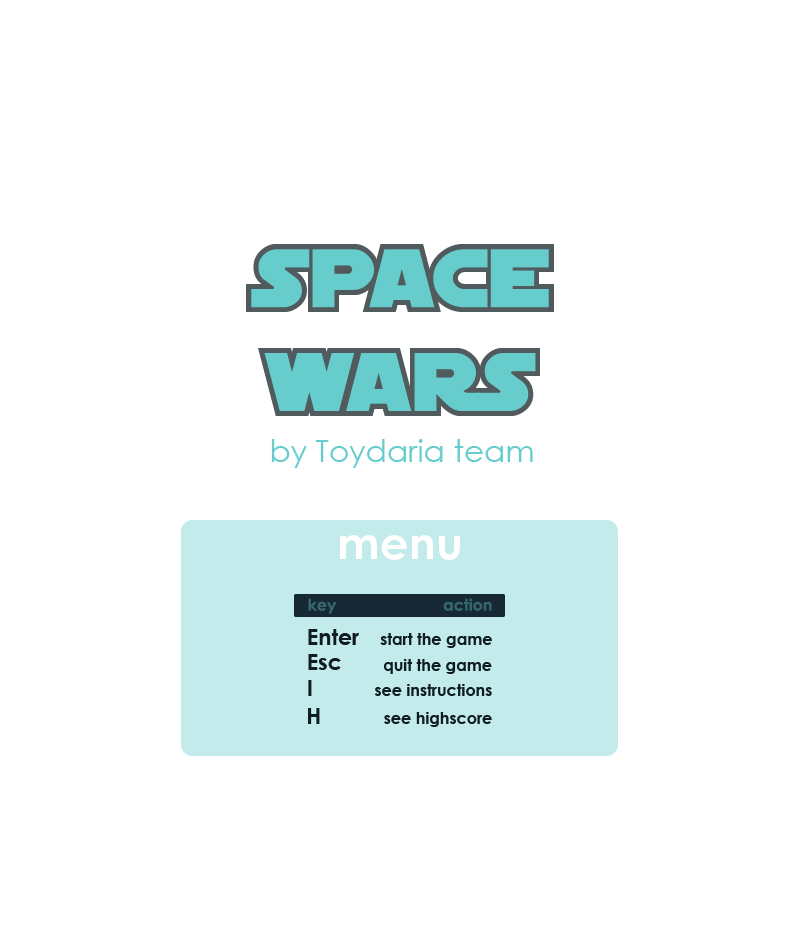 SPACE
WARS
by Toydaria team
menu
key action
Enter start the game
Esc quit the game
I see instructions
H see highscore